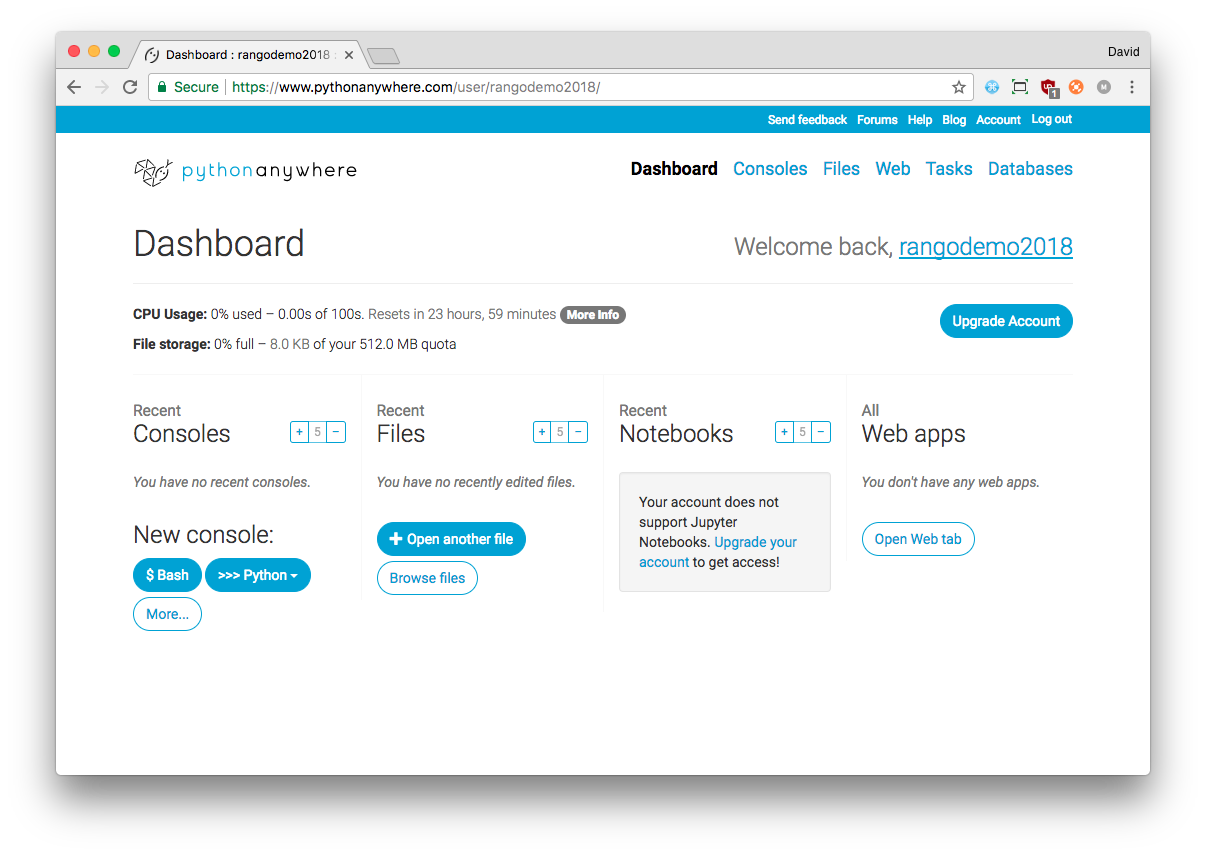 Dashboard : rangodemo2018
David
Secure
https://www.pythonanywhere.com/user/rangodemo2018/
1
M
Send feedback Forums Help Blog Account Log out
pythonanywhere
Dashboard Consoles Files Web Tasks Databases
Dashboard
Welcome back, rangodemo2018
CPU Usage: 0% used – 0.00s of 100s. Resets in 23 hours, 59 minutes More Info
Upgrade Account
File storage: 0% full – 8.0 KB of your 512.0 MB quota
Recent
Consoles
+ 5 −
You have no recent consoles.
New console:
$ Bash >>> Python
More...
Recent
Files
+ 5 −
You have no recently edited files.
+ Open another file
Browse files
Recent
Notebooks
+ 5 −
Your account does not
support Jupyter
Notebooks. Upgrade your
account to get access!
All
Web apps
You don't have any web apps.
Open Web tab